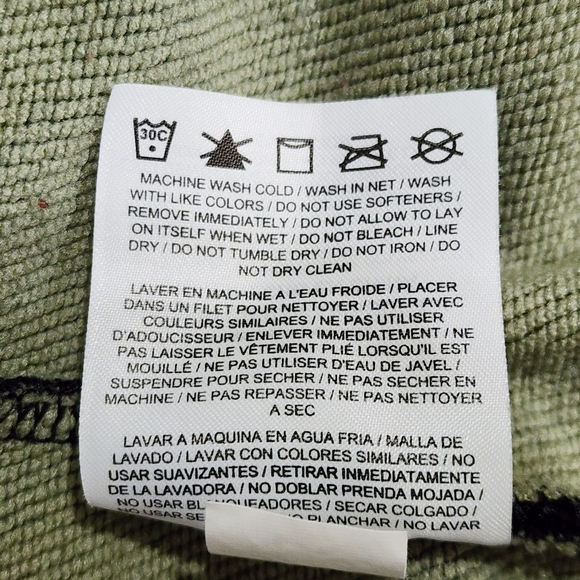 30C
MACHINE WASH COLD / WASH IN NET / WASH
WITH LIKE COLORS / DO NOT USE SOFTENERS /
REMOVE IMMEDIATELY / DO NOT ALLOW TO LAY
ON ITSELF WHEN WET / DO NOT BLEACH / LINE
DRY / DO NOT TUMBLE DRY / DO NOT IRON / DO
NOT DRY CLEAN
LAVER EN MACHINE A L'EAU FROIDE / PLACER
DANS UN FILET POUR NETTOYER / LAVER AVEC
COULEURS SIMILAIRES / NE PAS UTILISER
D'ADOUCISSEUR / ENLEVER IMMEDIATEMENT / NE
PAS LAISSER LE VÊTEMENT PLIÉ LORSQU'IL EST
MOUILLÉ / NE PAS UTILISER D'EAU DE JAVEL /
SUSPENDRE POUR SECHER / NE PAS SECHER EN
MACHINE / NE PAS REPASSER / NE PAS NETTOYER
A SEC
LAVAR A MAQUINA EN AGUA FRIA / MALLA DE
LAVADO / LAVAR CON COLORES SIMILARES / NO
USAR SUAVIZANTES / RETIRAR INMEDIATAMENTE
DE LA LAVADORA / NO DOBLAR PRENDA MOJADA /
NO USAR BLANQUEADORES / SECAR COLGADO /
NO USAR PLANCHAR / NO LAVAR